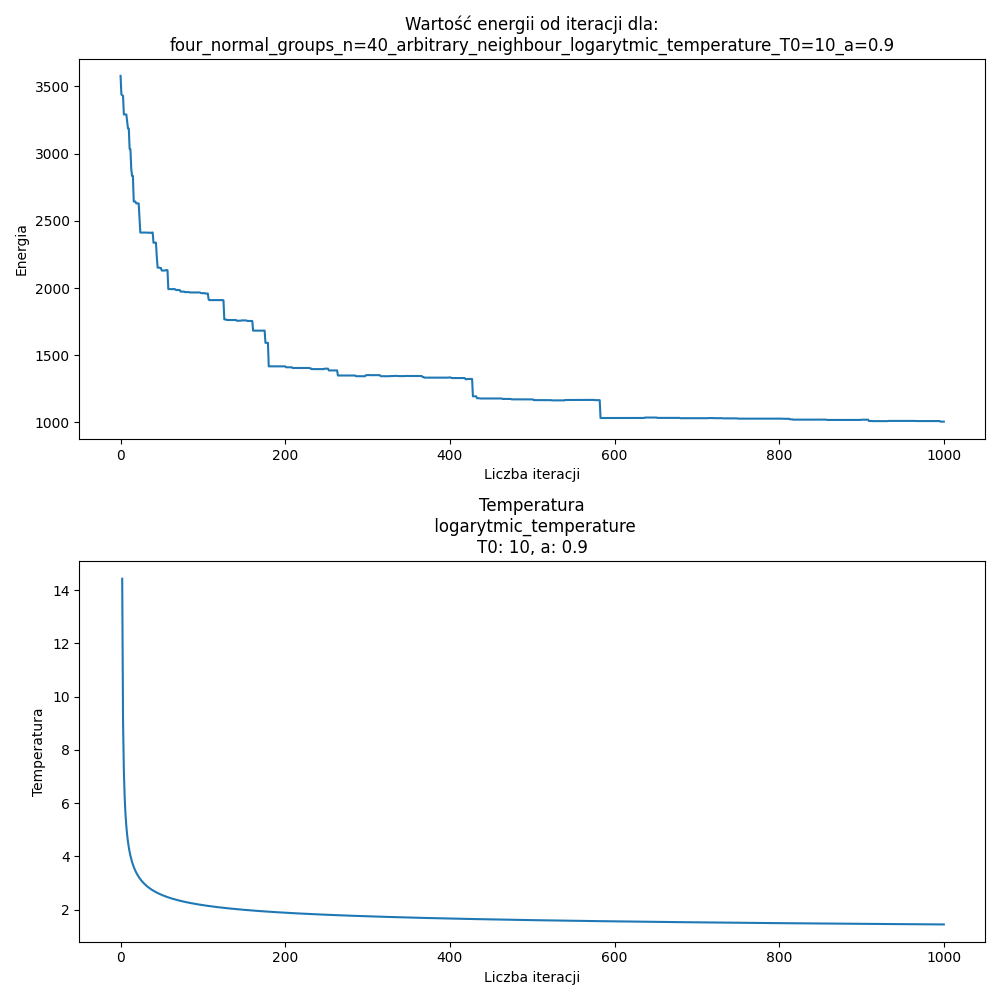 Wartość energii od iteracji dla:
four_normal_groups_n=40_arbitrary_neighbour_logarytmic_temperature_T0=10_a=0.9
3500
3000
2500
2000
1500
1000
Energia
0 200 400 600 800 1000
Liczba iteracji
Temperatura
logarytmic_temperature
T0: 10, a: 0.9
14
12
10
8
6
4
2
Temperatura
0 200 400 600 800 1000
Liczba iteracji